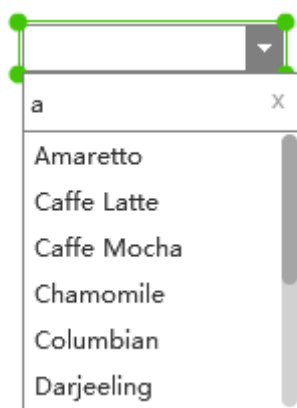 a x
Amaretto
Caffe Latte
Caffe Mocha
Chamomile
Columbian
Darjeeling